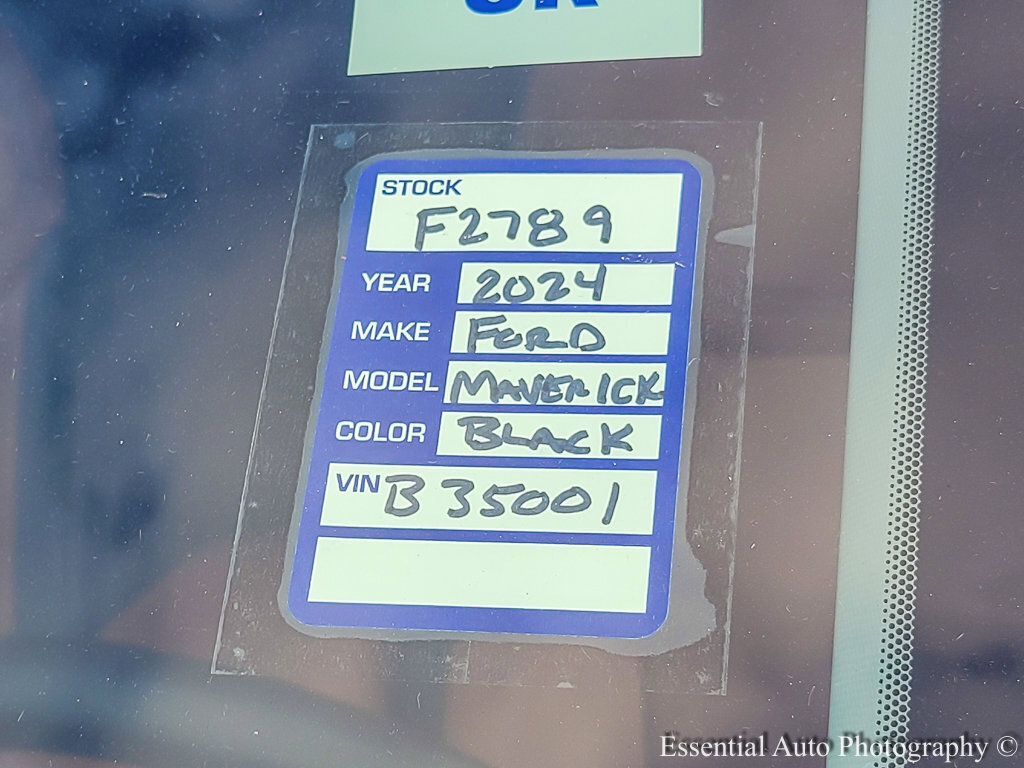 STOCK
F2789
YEAR 2024
MAKE FORD
MODEL MAVERICK
COLOR BLACK
VIN B35001
Essential Auto Photography ©